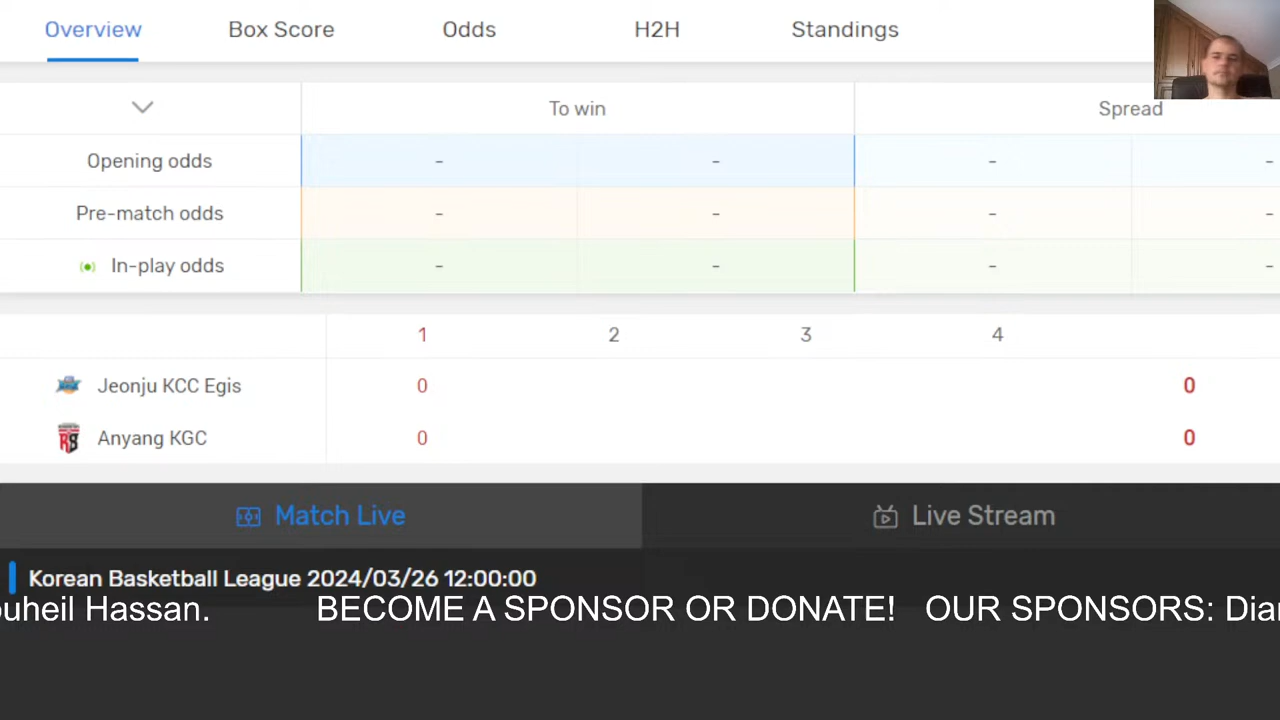 Overview Box Score Odds H2H Standings
To win Spread
Opening odds - - - -
Pre-match odds - - - -
In-play odds - - - -
1 2 3 4
Jeonju KCC Egis 0 0
Anyang KGC 0 0
Match Live Live Stream
Korean Basketball League 2024/03/26 12:00:00
Hassan. BECOME A SPONSOR OR DONATE! OUR SPONSORS: